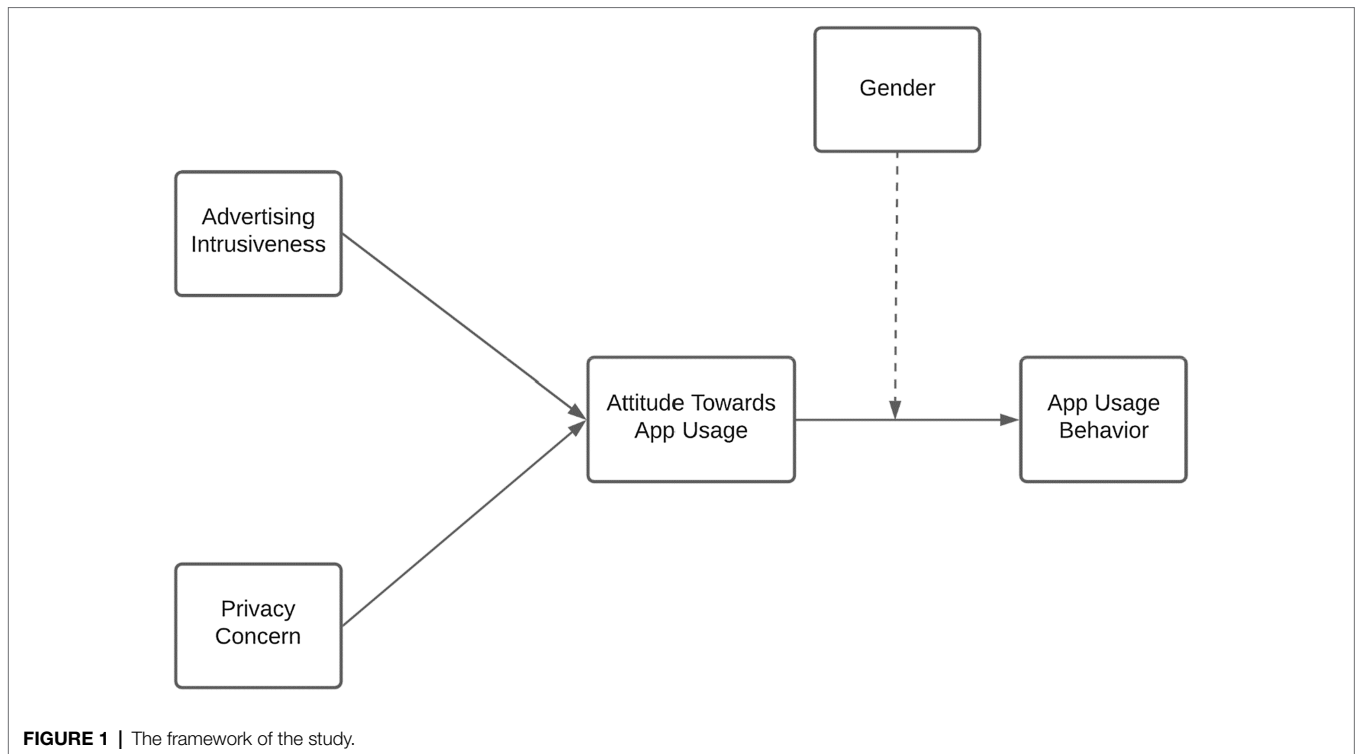 Gender
Advertising
Intrusiveness
Attitude Towards
App Usage
App Usage
Behavior
Privacy
Concern
FIGURE 1 | The framework of the study.